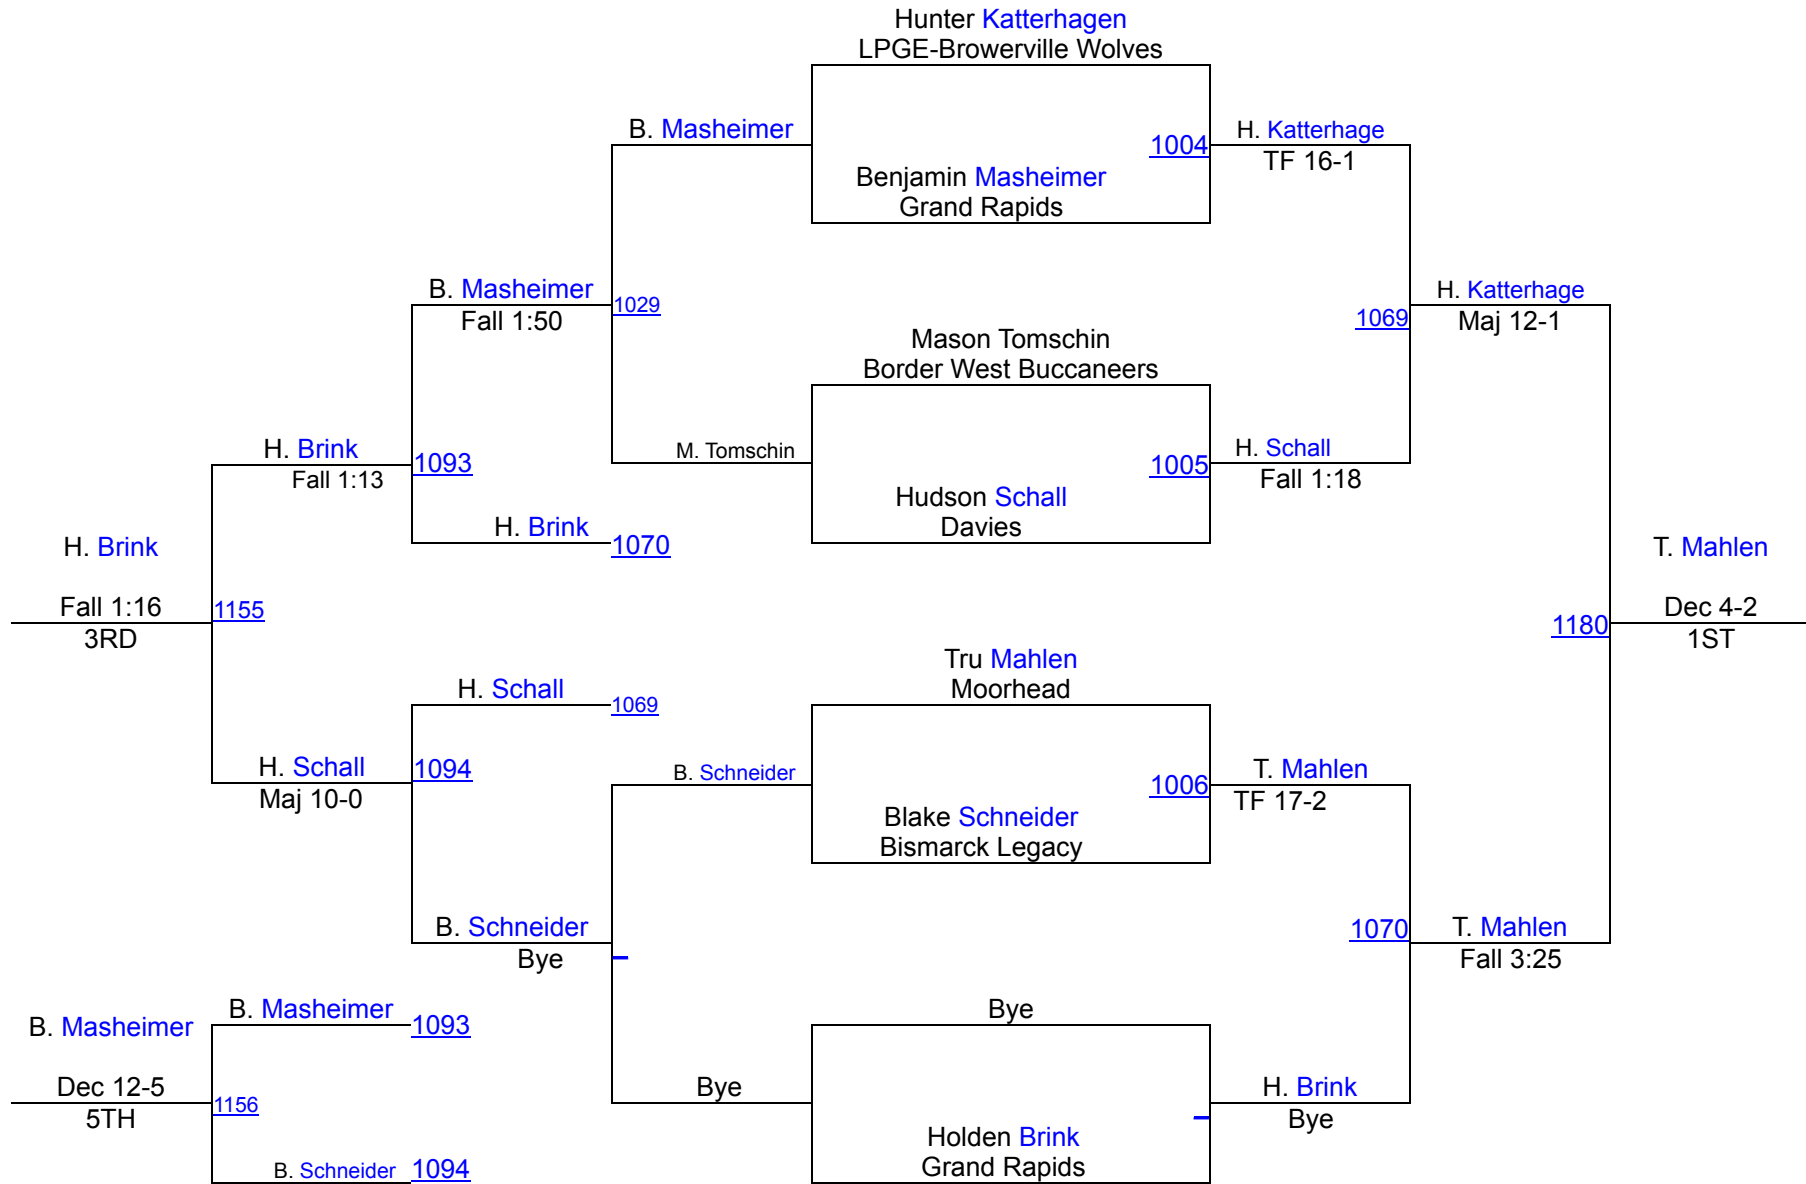 Hunter Katterhagen
LPGE-Browerville Wolves
B. Masheimer
1004
H. Katterhage
TF 16-1
Benjamin Masheimer
Grand Rapids
B. Masheimer
Fall 1:50
1029
H. Katterhage
Maj 12-1
1069
Mason Tomschin
Border West Buccaneers
H. Brink
Fall 1:13
1093
M. Tomschin
1005
H. Schall
Fall 1:18
Hudson Schall
Davies
H. Brink
1070
H. Brink
Fall 1:16
3RD
1155
T. Mahlen
Dec 4-2
1ST
1180
Tru Mahlen
Moorhead
H. Schall
1069
H. Schall
Maj 10-0
1094
B. Schneider
1006
T. Mahlen
TF 17-2
Blake Schneider
Bismarck Legacy
B. Schneider
Bye
1070
T. Mahlen
Fall 3:25
B. Masheimer
Dec 12-5
5TH
B. Masheimer
1093
1156
B. Schneider
1094
Bye
Bye
H. Brink
Bye
Holden Brink
Grand Rapids